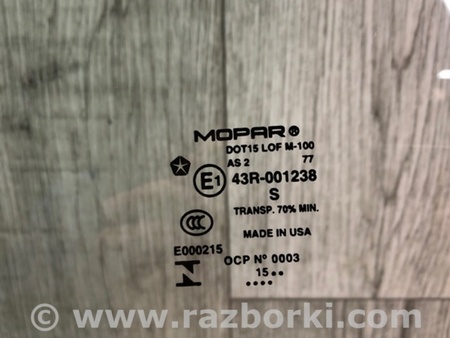 MOPAR®
DOT15 LOF M-100
AS 2 77
E1 43R-001238
S
TRANSP. 70% MIN.
CCC
MADE IN USA
E000215
OCP Nº 0003
15
© www.razborki.com